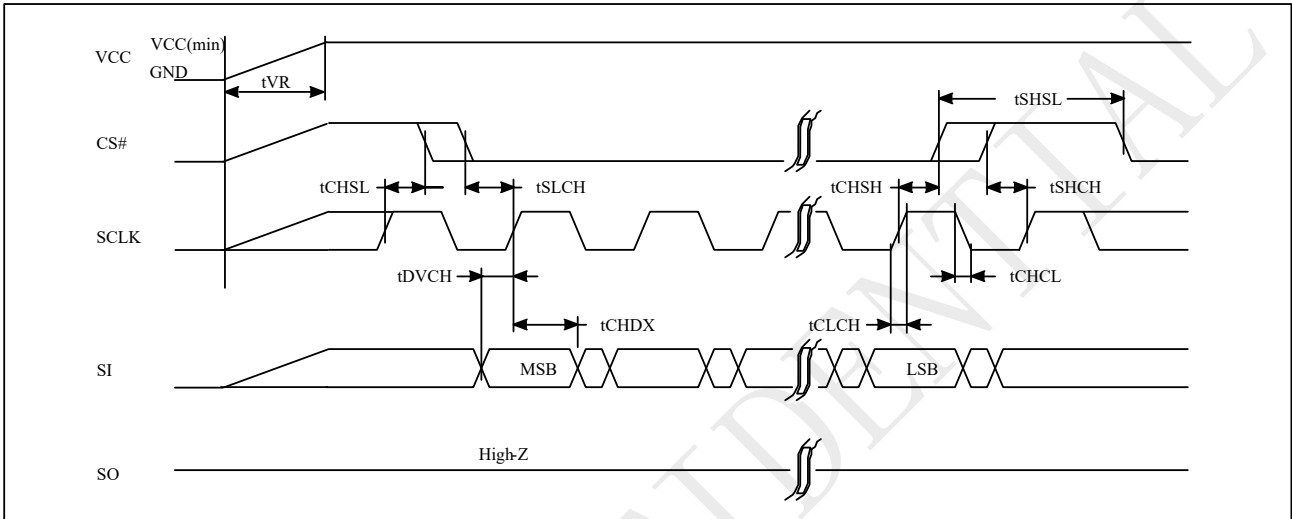 VCC
VCC(min)
GND
tVR
tSHSL
CS#
tCHSL
tSLCH
tCHSH
tSHCH
SCLK
tDVCH
tCHCL
tCHDX
tCLCH
SI
MSB
LSB
High-Z
SO